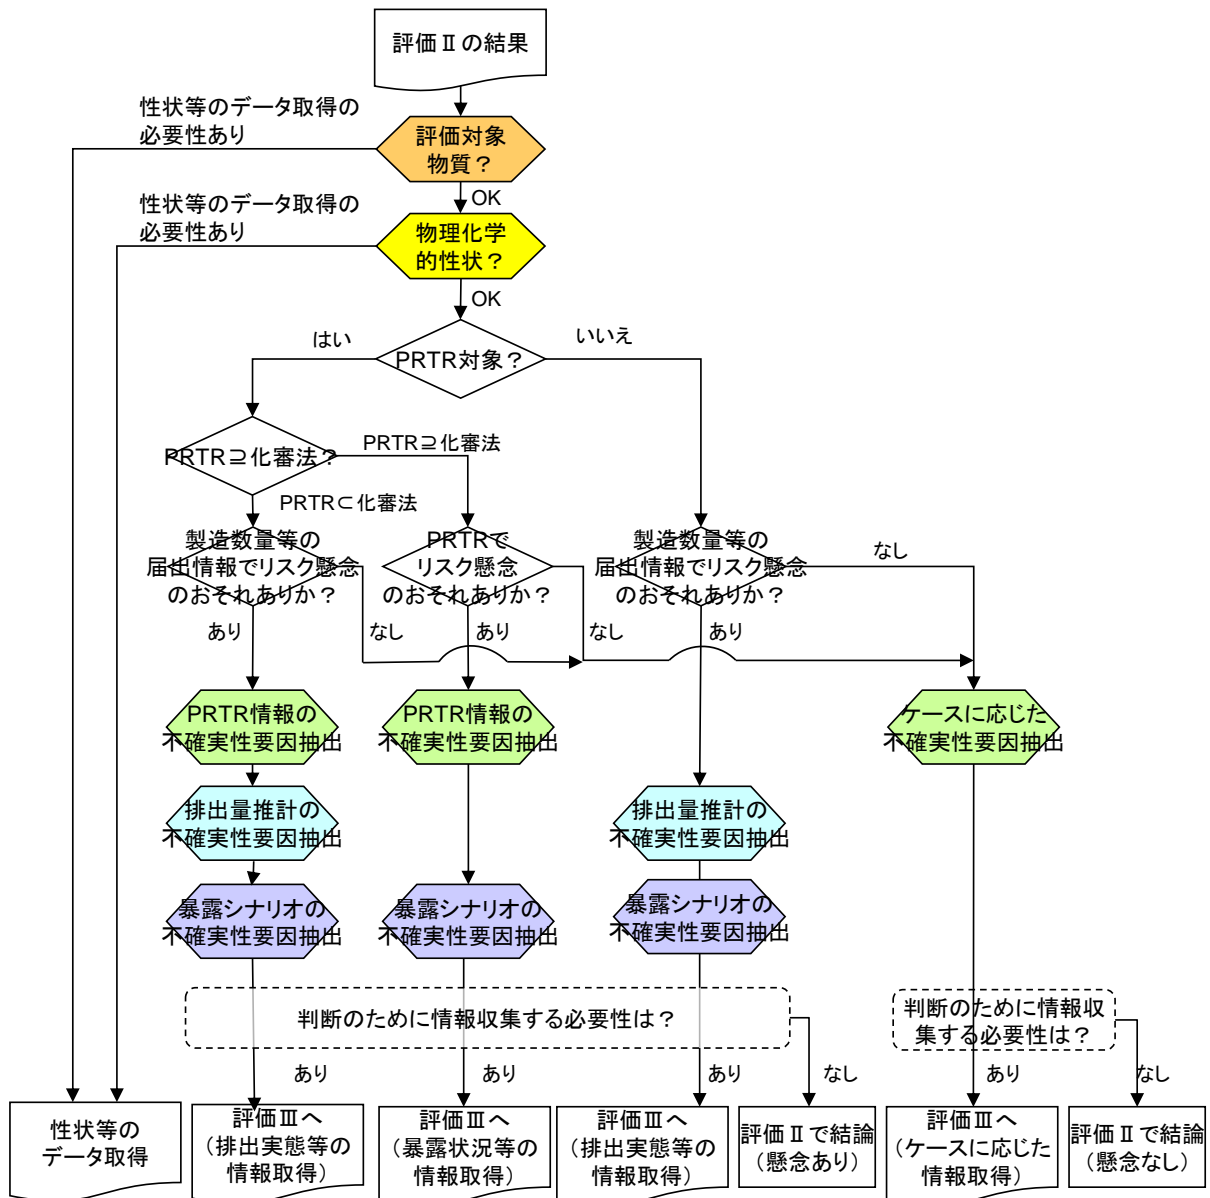 評価Ⅱの結果
性状等のデータ取得の
必要性あり
評価対象
物質？
OK
性状等のデータ取得の
必要性あり
物理化学
的性状？
OK
はい
PRTR対象？
いいえ
PRTR⊇化審法？
PRTR⊇化審法
PRTR⊂化審法
製造数量等の
届出情報でリスク懸念
のおそれありか？
PRTRで
リスク懸念
のおそれありか？
製造数量等の
届出情報でリスク懸念
のおそれありか？
なし
あり
なし
あり
なし
あり
PRTR情報の
不確実性要因抽出
PRTR情報の
不確実性要因抽出
ケースに応じた
不確実性要因抽出
排出量推計の
不確実性要因抽出
排出量推計の
不確実性要因抽出
暴露シナリオの
不確実性要因抽出
暴露シナリオの
不確実性要因抽出
暴露シナリオの
不確実性要因抽出
判断のために情報収集する必要性は？
判断のために情報収
集する必要性は？
あり
あり
あり
なし
あり
なし
性状等の
データ取得
評価Ⅲへ
（排出実態等の
情報取得）
評価Ⅲへ
（暴露状況等の
情報取得）
評価Ⅲへ
（排出実態等の
情報取得）
評価Ⅱで結論
（懸念あり）
評価Ⅲへ
（ケースに応じた
情報取得）
評価Ⅱで結論
（懸念なし）